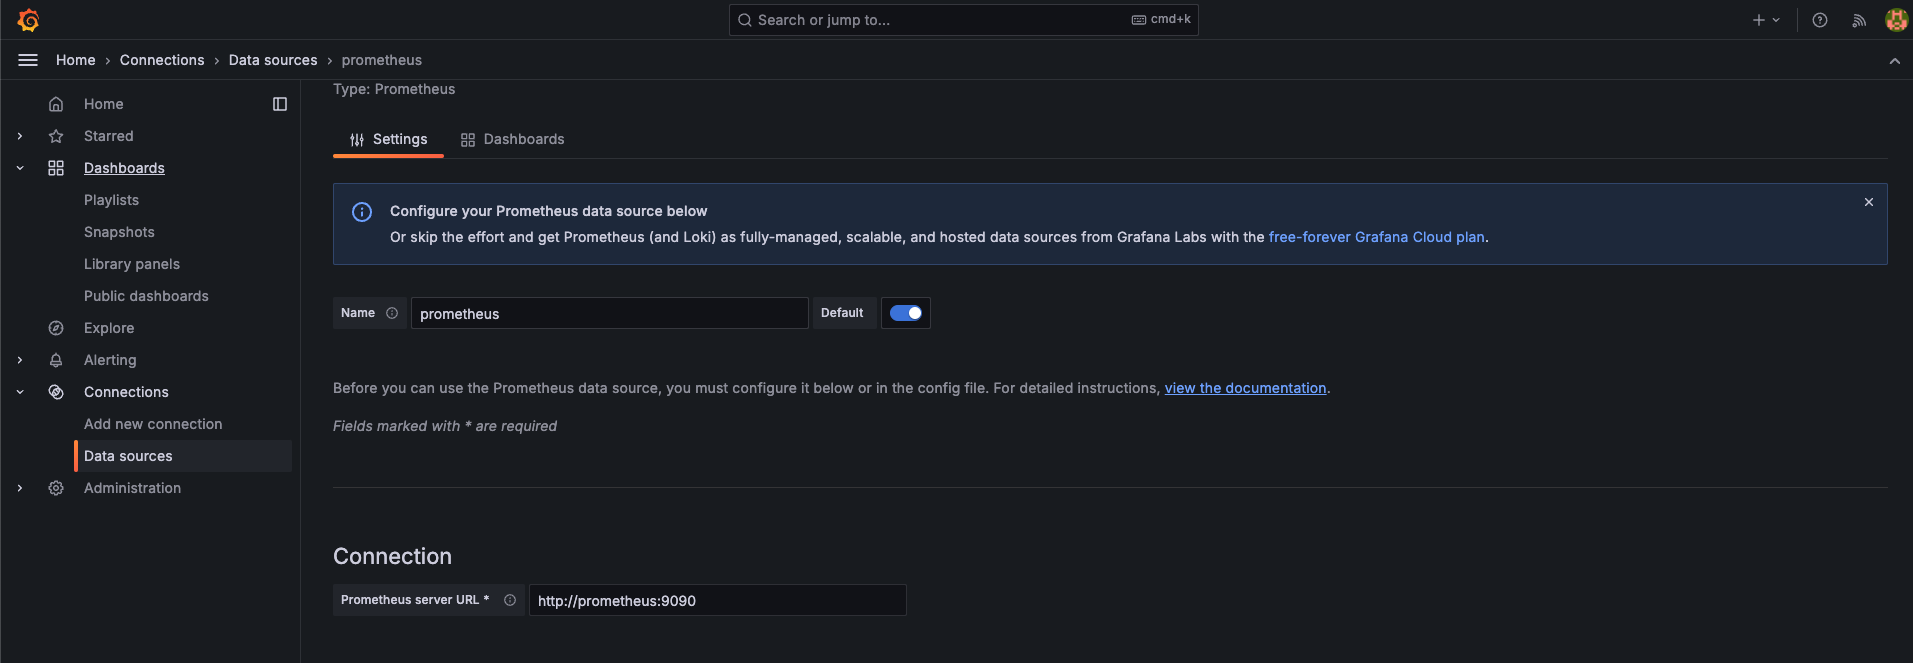 Search or jump to...
cmd+k
Home › Connections › Data sources › prometheus
Home
Starred
Dashboards
Playlists
Snapshots
Library panels
Public dashboards
Explore
Alerting
Connections
Add new connection
Data sources
Administration
Type: Prometheus
Settings
Dashboards
Configure your Prometheus data source below
Or skip the effort and get Prometheus (and Loki) as fully-managed, scalable, and hosted data sources from Grafana Labs with the free-forever Grafana Cloud plan.
Name
prometheus
Default
Before you can use the Prometheus data source, you must configure it below or in the config file. For detailed instructions, view the documentation.
Fields marked with * are required
Connection
Prometheus server URL *
http://prometheus:9090